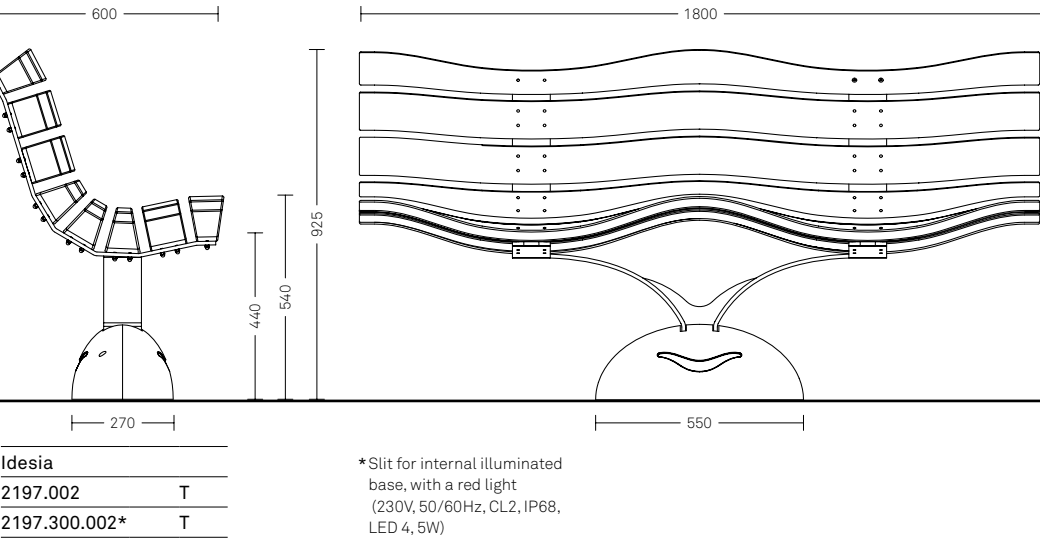 600
1800
925
540
440
270
550
Idesia
2197.002 T
2197.300.002* T
* Slit for internal illuminated
base, with a red light
(230V, 50/60Hz, CL2, IP68,
LED 4, 5W)